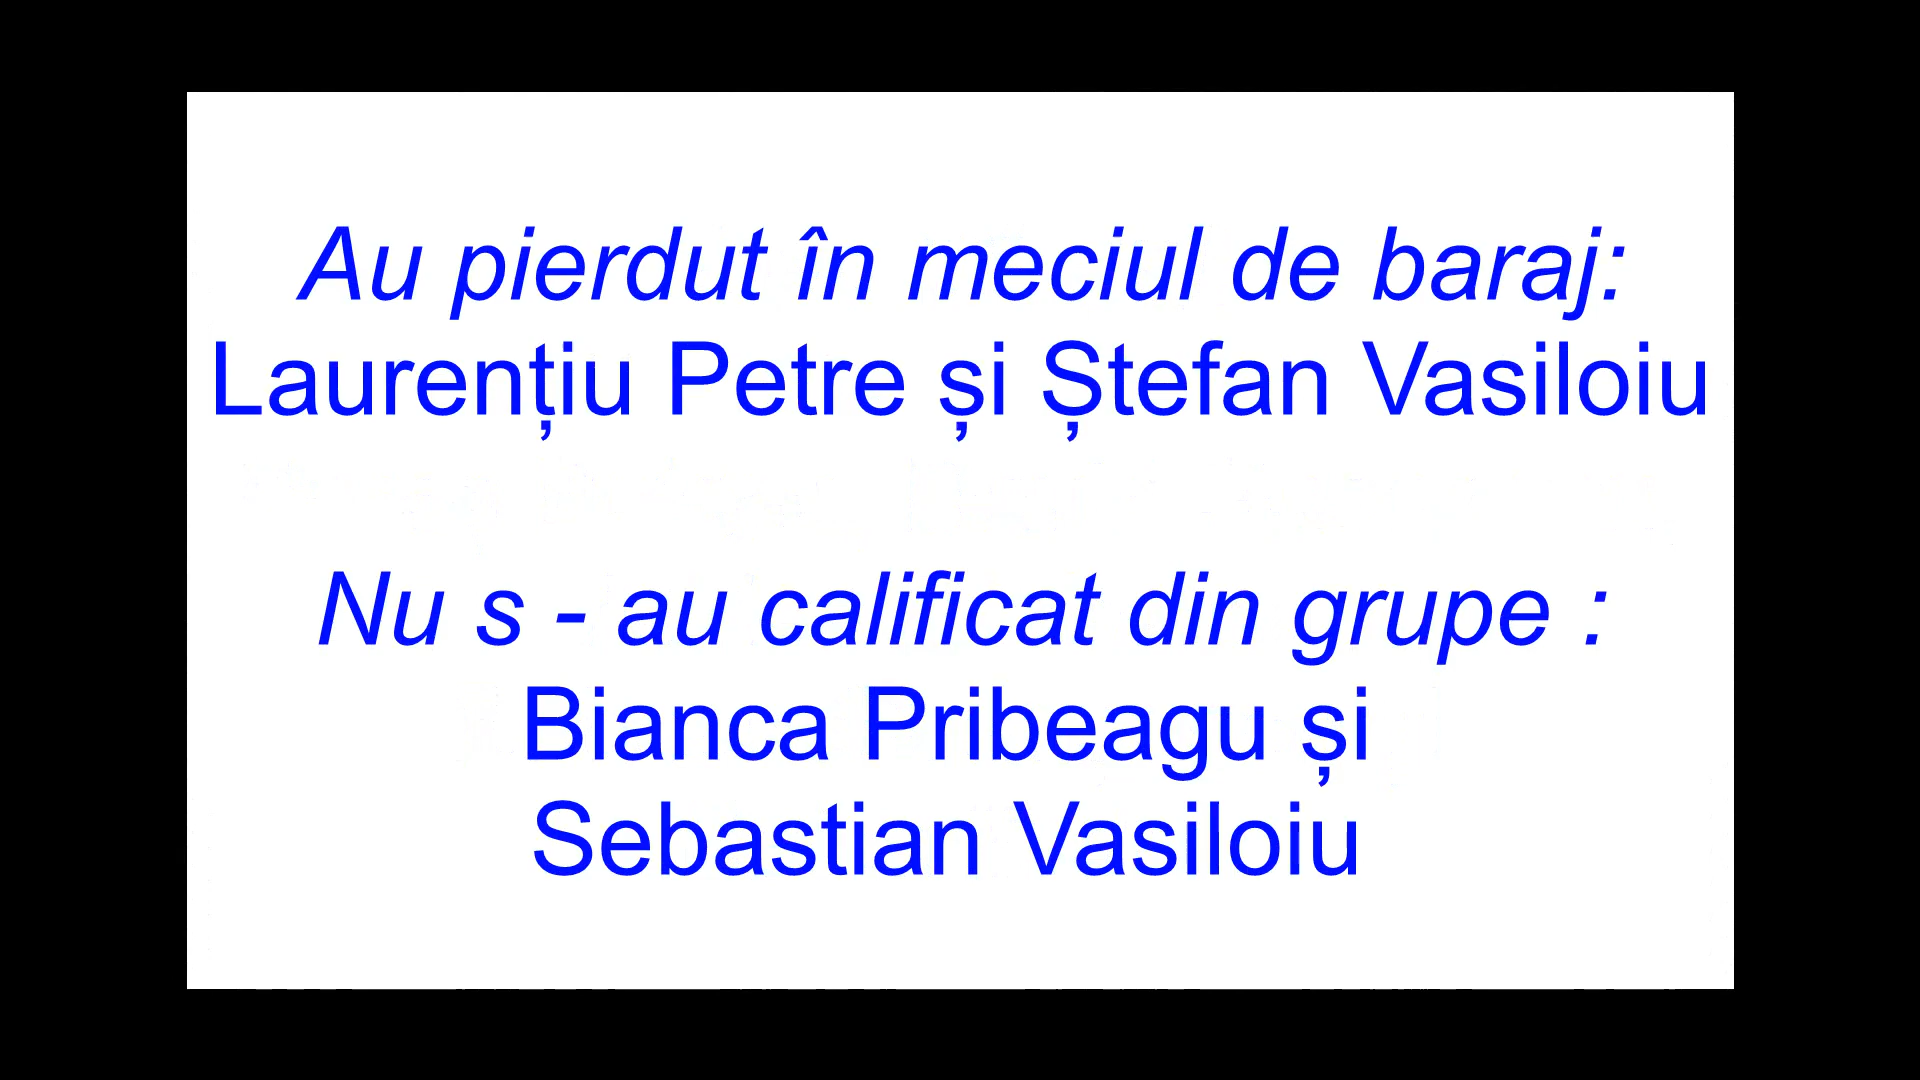 Au pierdut în meciul de baraj:
Laurențiu Petre și Ștefan Vasiloiu
Nu s - au calificat din grupe :
Bianca Pribeagu și
Sebastian Vasiloiu